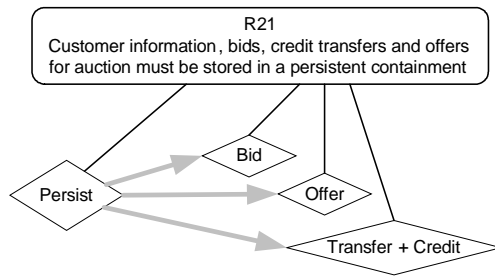 R21
Customer information, bids, credit transfers and offers
for auction must be stored in a persistent containment
Bid
Persist
Offer
Transfer + Credit